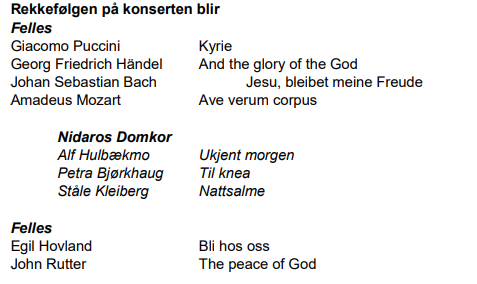 Rekkefølgen på konserten blir
Felles
Giacomo Puccini Kyrie
Georg Friedrich Händel And the glory of the God
Johan Sebastian Bach Jesu, bleibet meine Freude
Amadeus Mozart Ave verum corpus
Nidaros Domkor
Alf Hulbækmo Ukjent morgen
Petra Bjørkhaug Til knea
Ståle Kleiberg Nattsalme
Felles
Egil Hovland Bli hos oss
John Rutter The peace of God